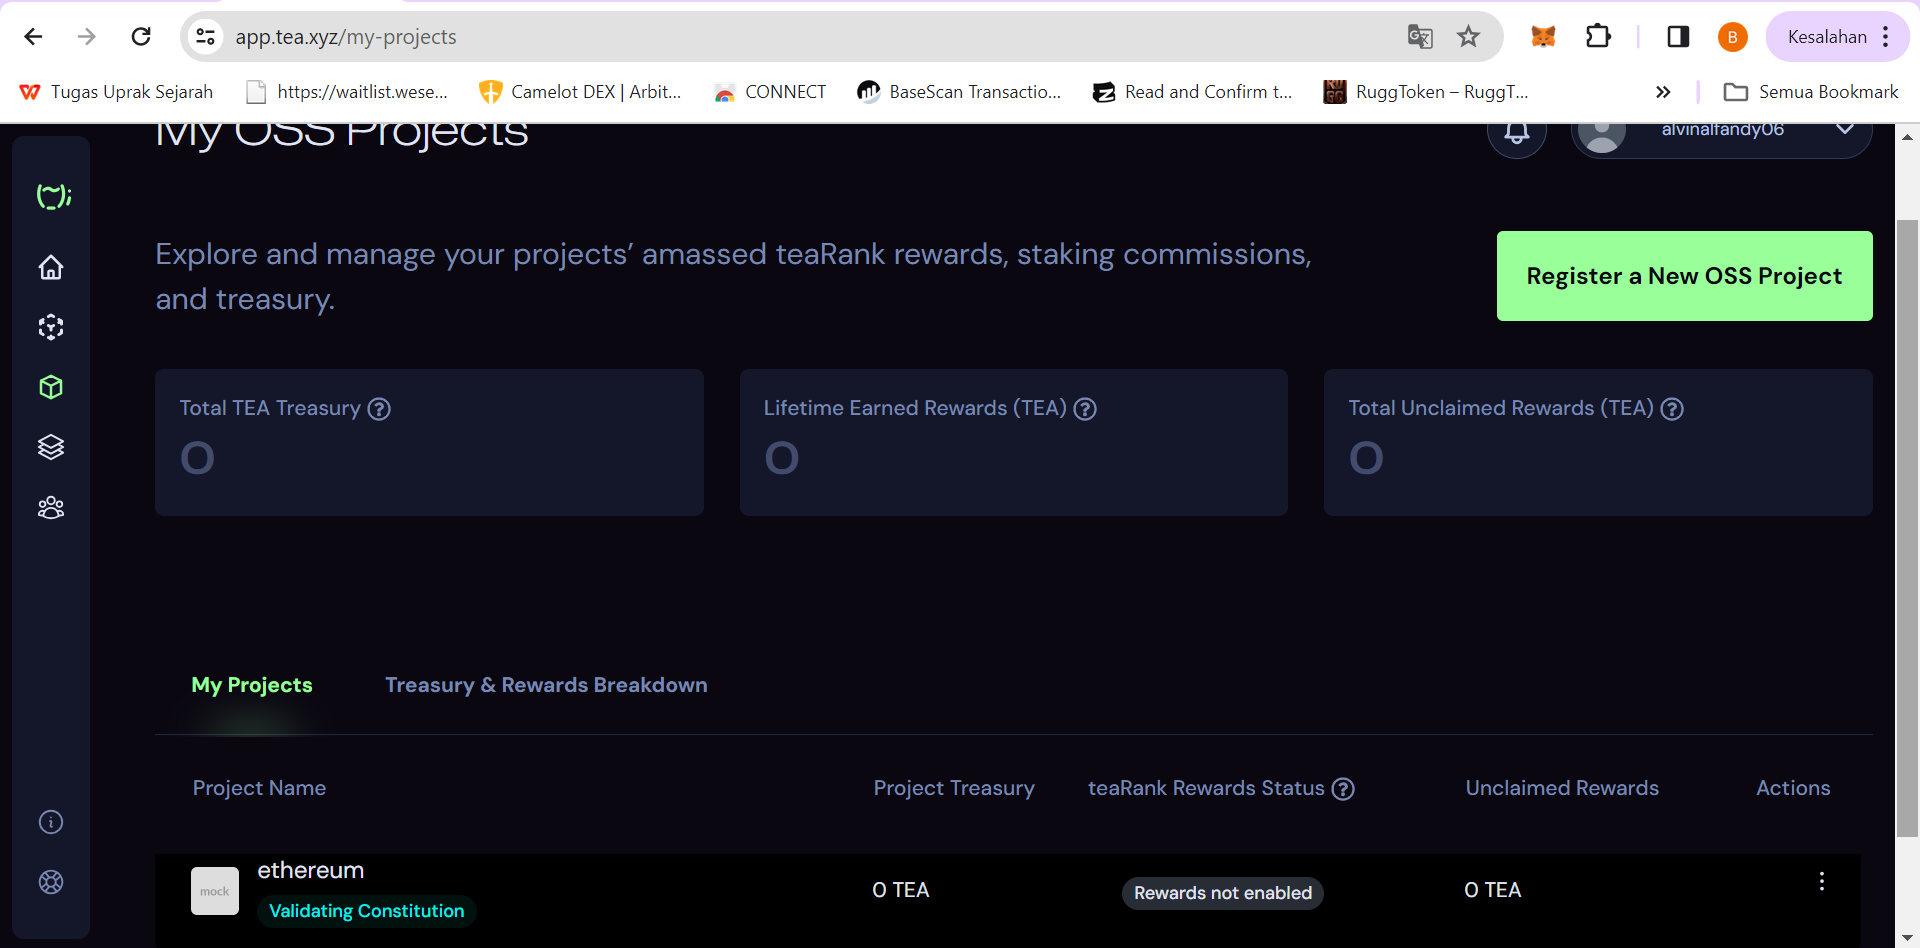 app.tea.xyz/my-projects
B
Kesalahan
Tugas Uprak Sejarah
https://waitlist.wese...
Camelot DEX | Arbit...
CONNECT
BaseScan Transactio...
Read and Confirm t...
RuggToken – RuggT...
Semua Bookmark
My OSS Projects
alvinalfandy06
Explore and manage your projects’ amassed teaRank rewards, staking commissions,
and treasury.
Register a New OSS Project
Total TEA Treasury ?
0
Lifetime Earned Rewards (TEA) ?
0
Total Unclaimed Rewards (TEA) ?
0
My Projects
Treasury & Rewards Breakdown
Project Name
Project Treasury
teaRank Rewards Status ?
Unclaimed Rewards
Actions
mock
ethereum
Validating Constitution
0 TEA
Rewards not enabled
0 TEA